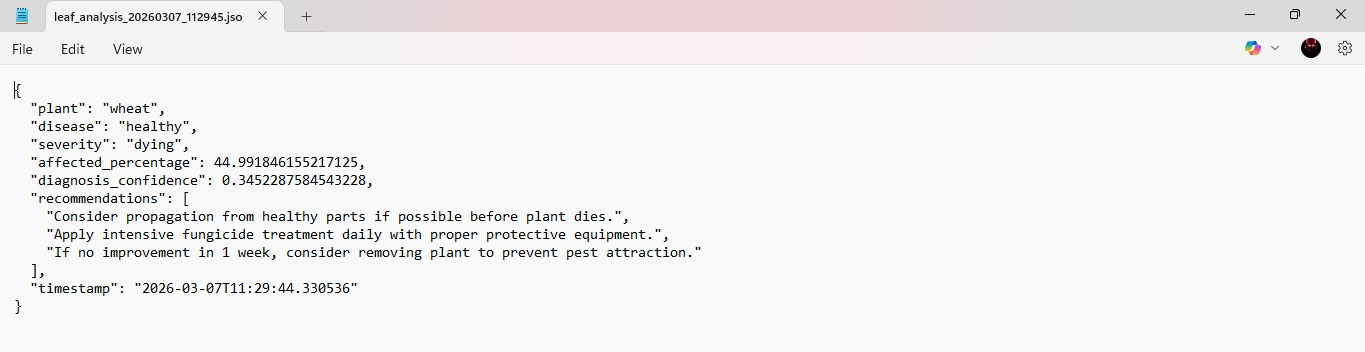 leaf_analysis_20260307_112945.jso
File Edit View
{
"plant": "wheat",
"disease": "healthy",
"severity": "dying",
"affected_percentage": 44.991846155217125,
"diagnosis_confidence": 0.3452287584543228,
"recommendations": [
"Consider propagation from healthy parts if possible before plant dies.",
"Apply intensive fungicide treatment daily with proper protective equipment.",
"If no improvement in 1 week, consider removing plant to prevent pest attraction."
],
"timestamp": "2026-03-07T11:29:44.330536"
}